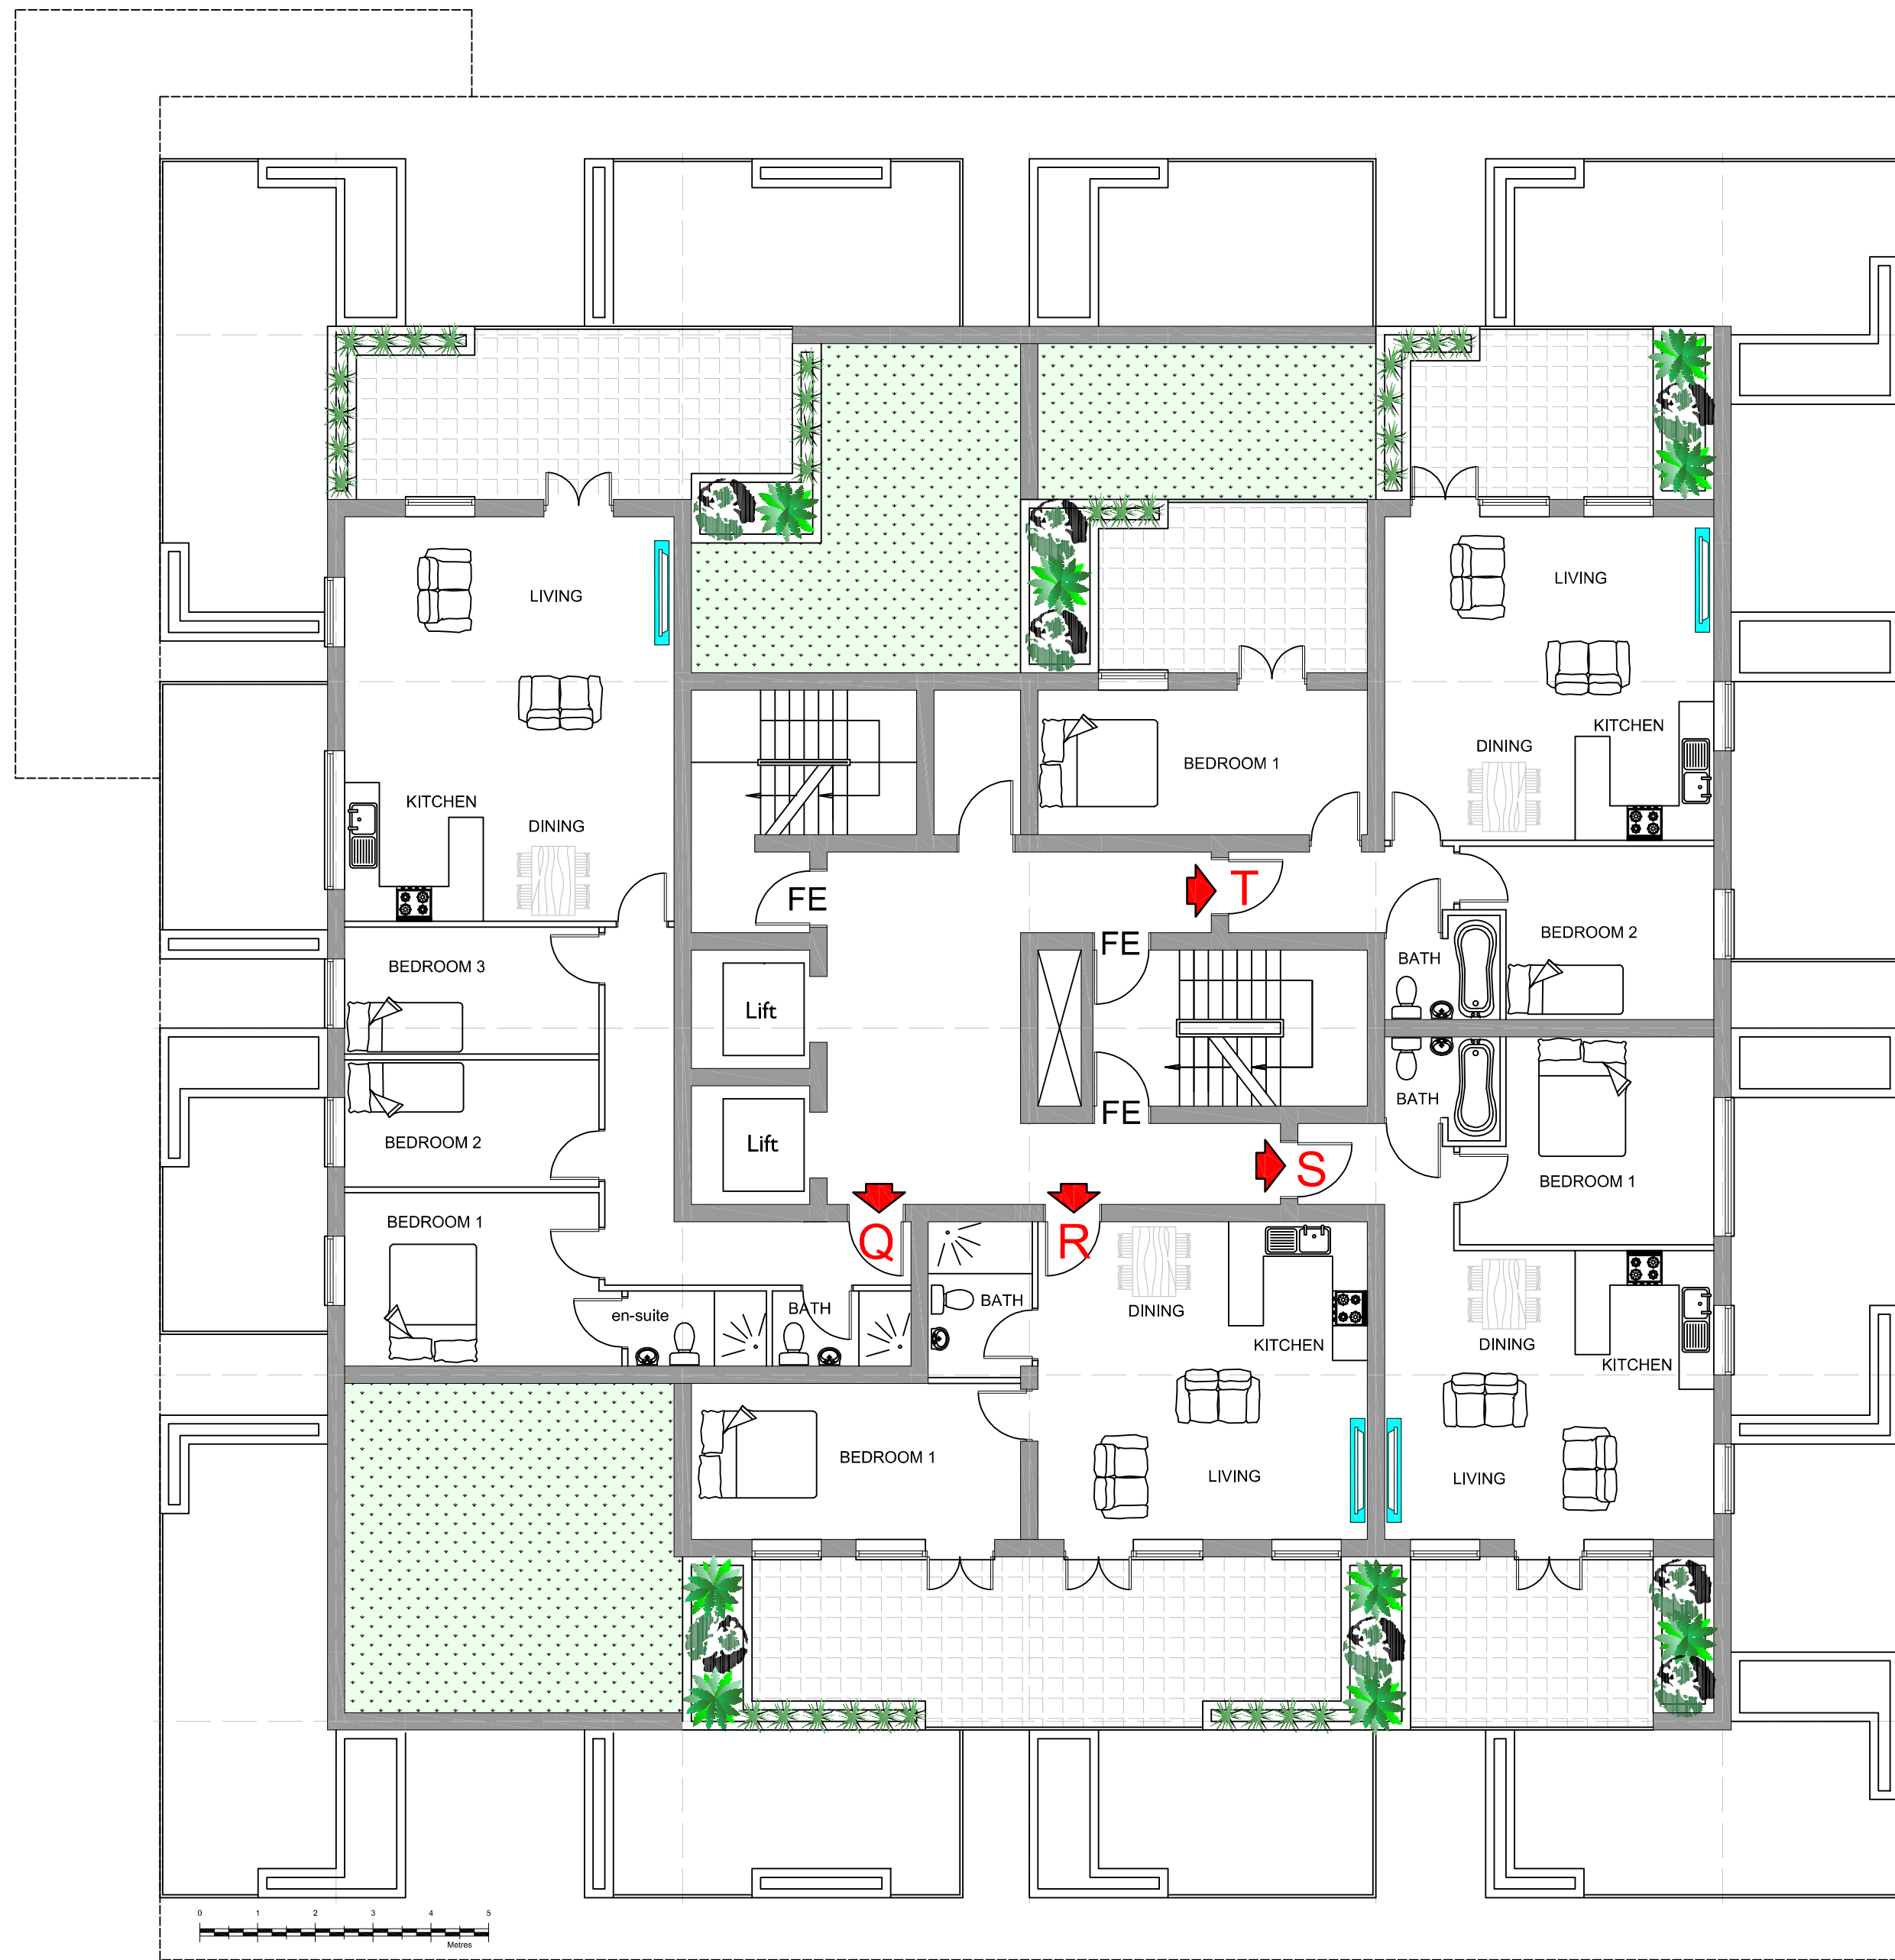 LIVING
LIVING
KITCHEN
DINING
BEDROOM 1
KITCHEN
DINING
T
FE
FE
BEDROOM 2
BATH
BEDROOM 3
Lift
BATH
FE
BEDROOM 2
Lift
S
BEDROOM 1
BEDROOM 1
Q
R
BATH
en-suite
BATH
DINING
KITCHEN
DINING
KITCHEN
BEDROOM 1
LIVING
LIVING
0 1 2 3 4 5
Metres